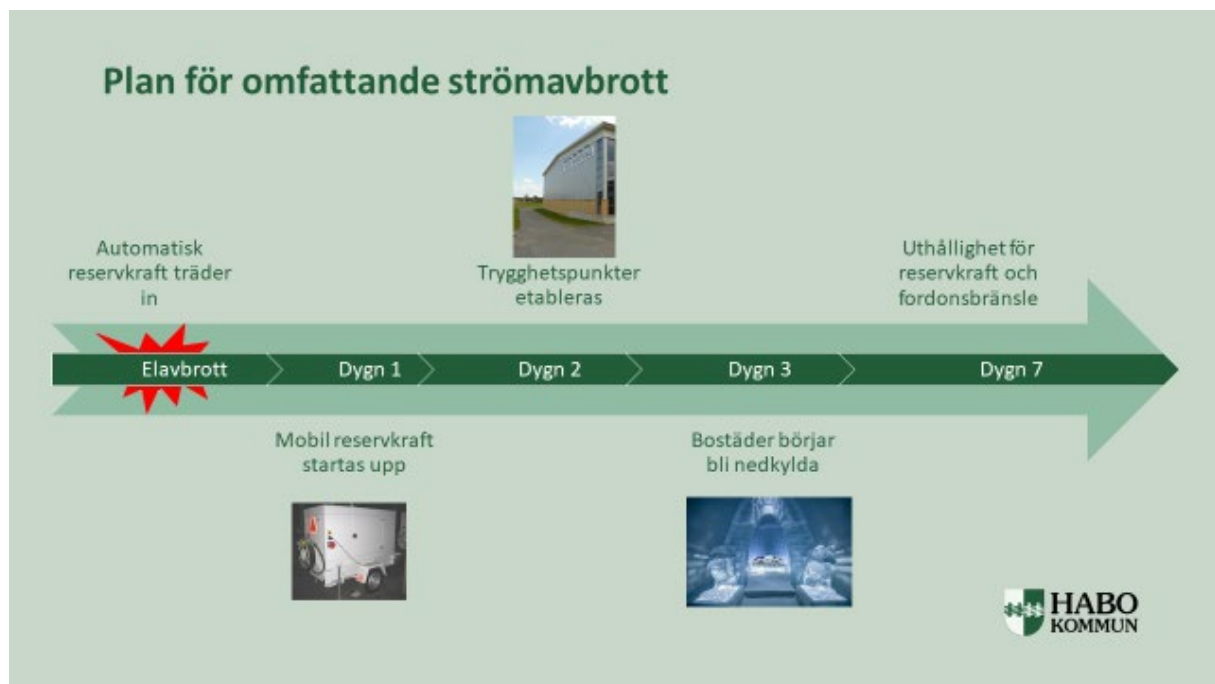 Plan för omfattande strömavbrott
Automatisk
reservkraft träder
in
Trygghetspunkter
etableras
Uthållighet för
reservkraft och
fordonsbränsle
Elavbrott
Dygn 1
Dygn 2
Dygn 3
Dygn 7
Mobil reservkraft
startas upp
Bostäder börjar
bli nedkylda
HABO
KOMMUN